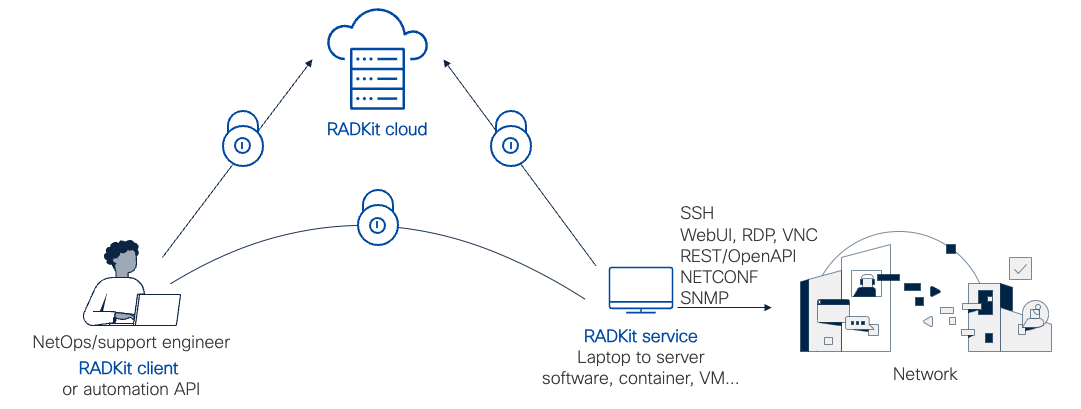 RADKit cloud
SSH
WebUI, RDP, VNC
REST/OpenAPI
NETCONF
SNMP
NetOps/support engineer
RADKit client
or automation API
RADKit service
Laptop to server
software, container, VM...
Network